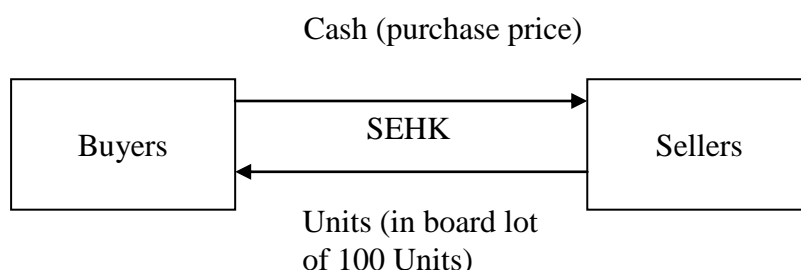 Cash (purchase price)
Buyers
SEHK
Sellers
Units (in board lot
of 100 Units)